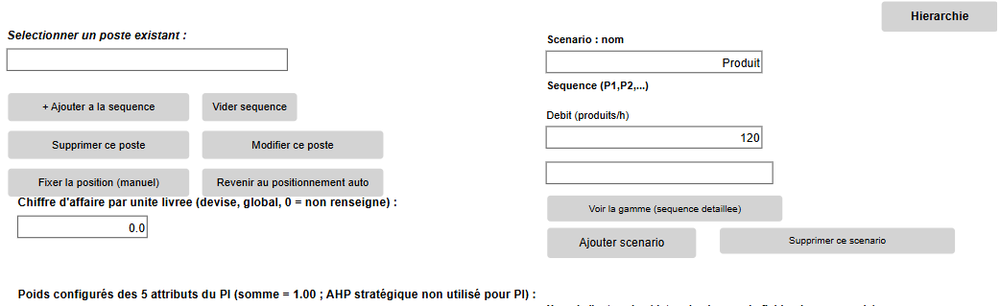 Hierarchie
Selectionner un poste existant :
Scenario : nom
Produit
Sequence (P1,P2,...)
+ Ajouter a la sequence
Vider sequence
Debit (produits/h)
120
Supprimer ce poste
Modifier ce poste
Fixer la position (manuel)
Revenir au positionnement auto
Chiffre d'affaire par unite livree (devise, global, 0 = non renseigne) :
0.0
Voir la gamme (sequence detaillee)
Ajouter scenario
Supprimer ce scenario
Poids configurés des 5 attributs du PI (somme = 1.00 ; AHP stratégique non utilisé pour PI) :